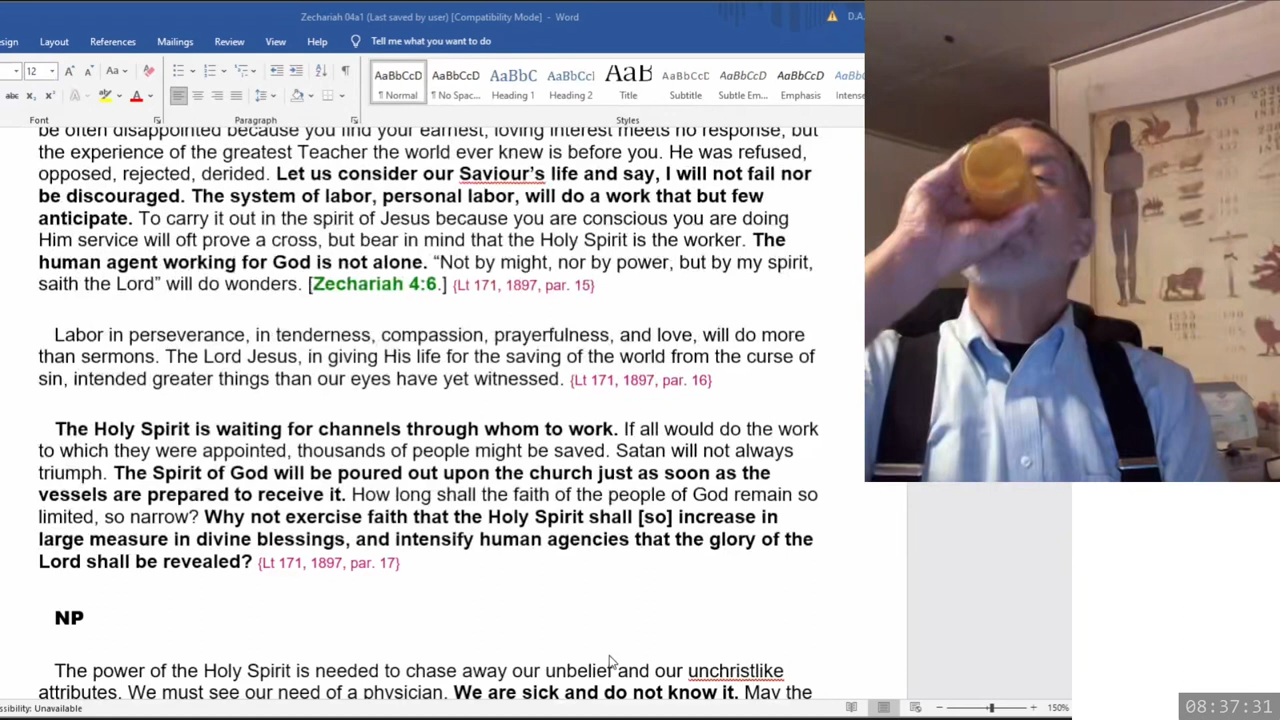 Zechariah 04a1 (Last saved by user) [Compatibility Mode] - Word
D.A.
sign Layout References Mailings Review View Help Tell me what you want to do
12 Aa
abc x₂ x² A A
AaBbCcD AaBbCcD AaBbC AaBbCcI AaB AaBbCcD AaBbCcD AaBbCcD AaBbC
¶ Normal ¶ No Spac... Heading 1 Heading 2 Title Subtitle Subtle Em... Emphasis Intense
Font Paragraph Styles
be often disappointed because you find your earnest, loving interest meets no response, but
the experience of the greatest Teacher the world ever knew is before you. He was refused,
opposed, rejected, derided. Let us consider our Saviour’s life and say, I will not fail nor
be discouraged. The system of labor, personal labor, will do a work that but few
anticipate. To carry it out in the spirit of Jesus because you are conscious you are doing
Him service will oft prove a cross, but bear in mind that the Holy Spirit is the worker. The
human agent working for God is not alone. “Not by might, nor by power, but by my spirit,
saith the Lord” will do wonders. [Zechariah 4:6.] {Lt 171, 1897, par. 15}
Labor in perseverance, in tenderness, compassion, prayerfulness, and love, will do more
than sermons. The Lord Jesus, in giving His life for the saving of the world from the curse of
sin, intended greater things than our eyes have yet witnessed. {Lt 171, 1897, par. 16}
The Holy Spirit is waiting for channels through whom to work. If all would do the work
to which they were appointed, thousands of people might be saved. Satan will not always
triumph. The Spirit of God will be poured out upon the church just as soon as the
vessels are prepared to receive it. How long shall the faith of the people of God remain so
limited, so narrow? Why not exercise faith that the Holy Spirit shall [so] increase in
large measure in divine blessings, and intensify human agencies that the glory of the
Lord shall be revealed? {Lt 171, 1897, par. 17}
NP
The power of the Holy Spirit is needed to chase away our unbelief and our unchristlike
attributes. We must see our need of a physician. We are sick and do not know it. May the
ssibility: Unavailable
150%
08:37:31